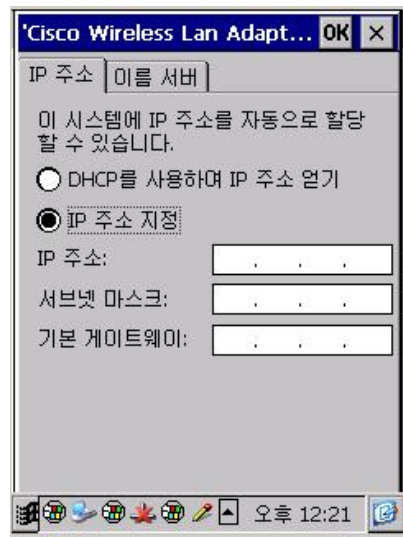 'Cisco Wireless Lan Adapt... OK ×
IP 주소 이름 서버
이 시스템에 IP 주소를 자동으로 할당
할 수 있습니다.
DHCP를 사용하여 IP 주소 얻기
IP 주소 지정
IP 주소: . . .
서브넷 마스크: . . .
기본 게이트웨이: . . .
오후 12:21